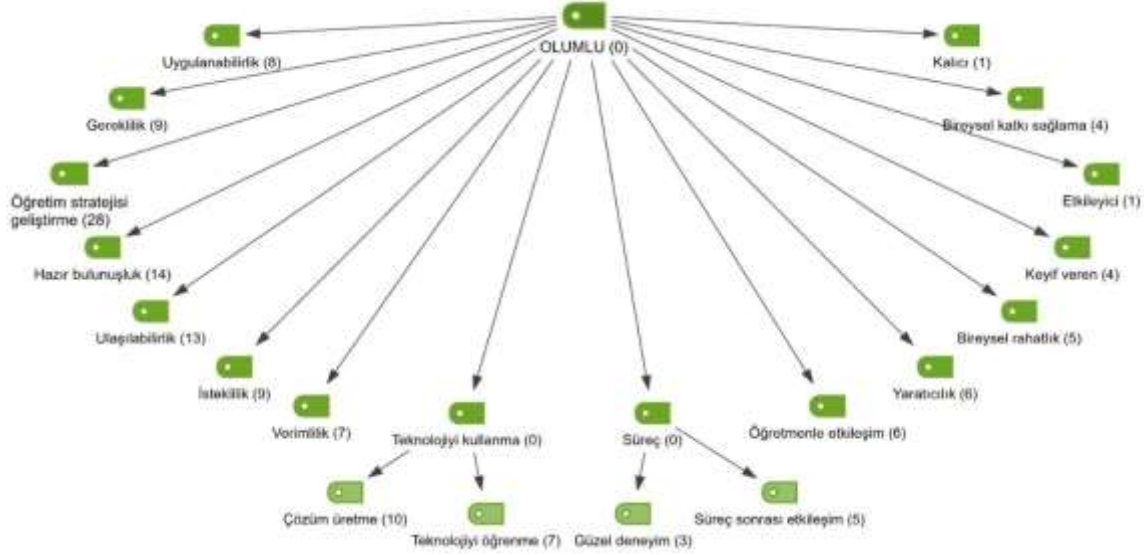 OLUMLU (0)
Uygulanabilirlik (8)
Kalıcı (1)
Gereklilik (9)
Bireysel katkı sağlama (4)
Öğretim stratejisi
geliştirme (28)
Etkileyici (1)
Hazır bulunuşluk (14)
Keyif veren (4)
Ulaşılabilirlik (13)
Bireysel rahatlık (5)
İsteklilik (9)
Yaratıcılık (6)
Verimlilik (7)
Teknolojiyi kullanma (0)
Süreç (0)
Öğretmenle etkileşim (6)
Çözüm üretme (10)
Teknolojiyi öğrenme (7)
Güzel deneyim (3)
Süreç sonrası etkileşim (5)